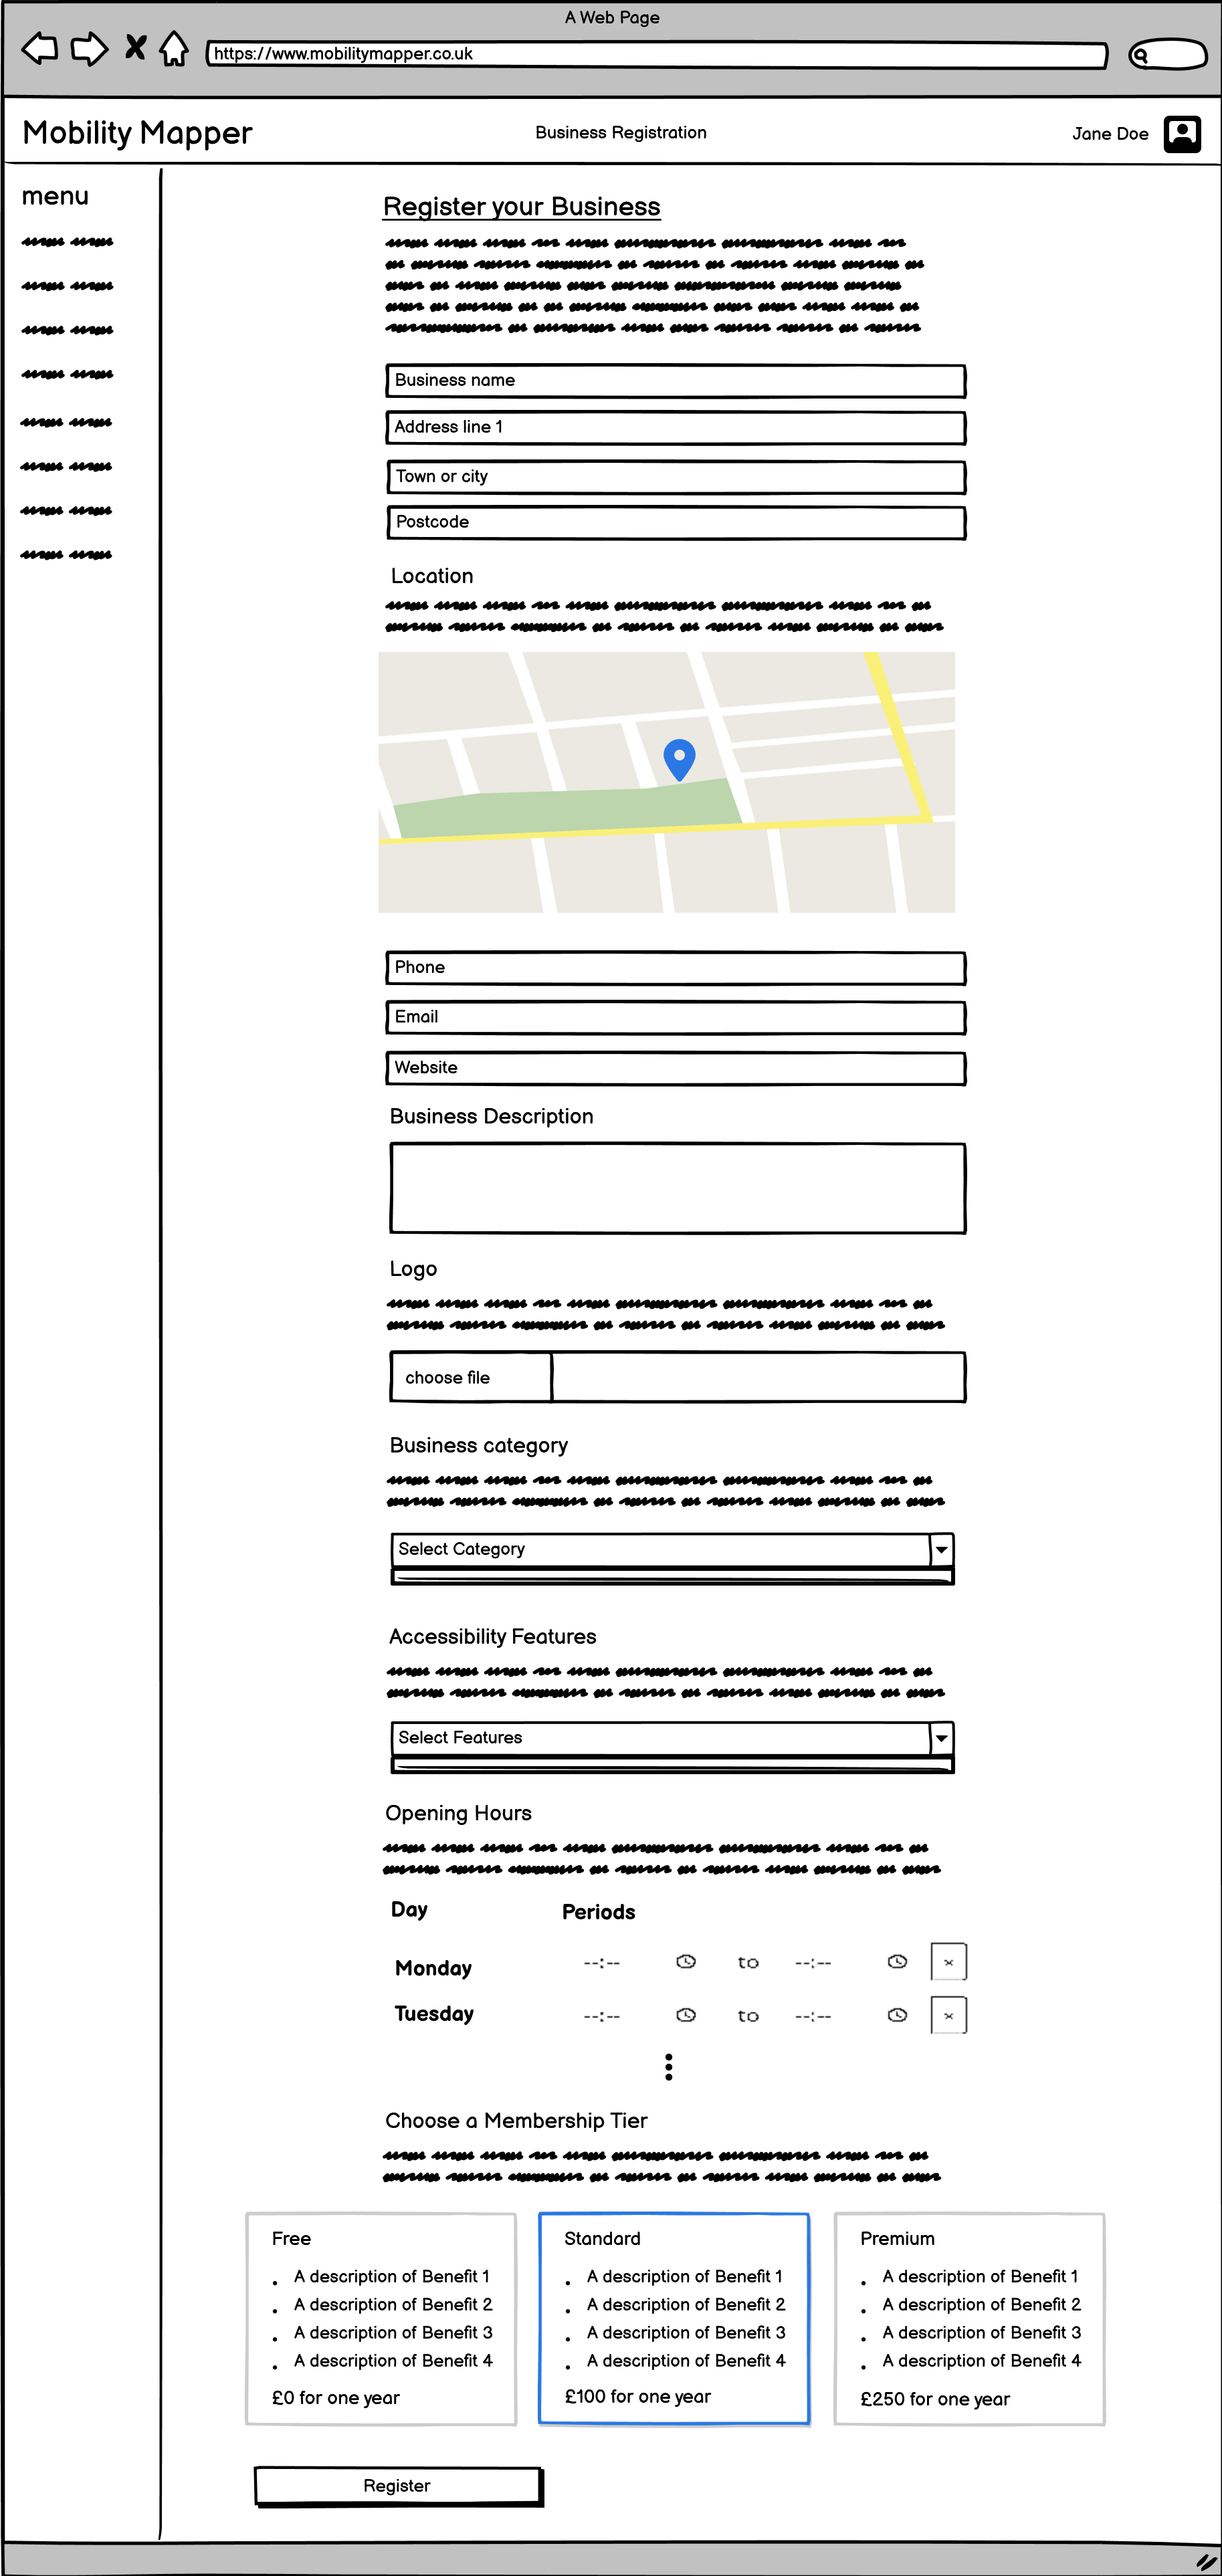 A Web Page
https://www.mobilitymapper.co.uk
Mobility Mapper
Business Registration
Jane Doe
menu
Register your Business
Business name
Address line 1
Town or city
Postcode
Location
Phone
Email
Website
Business Description
Logo
choose file
Business category
Select Category
Accessibility Features
Select Features
Opening Hours
Day Periods
Monday --:-- to --:-- ×
Tuesday --:-- to --:-- ×
Choose a Membership Tier
Free
• A description of Benefit 1
• A description of Benefit 2
• A description of Benefit 3
• A description of Benefit 4
£0 for one year
Standard
• A description of Benefit 1
• A description of Benefit 2
• A description of Benefit 3
• A description of Benefit 4
£100 for one year
Premium
• A description of Benefit 1
• A description of Benefit 2
• A description of Benefit 3
• A description of Benefit 4
£250 for one year
Register